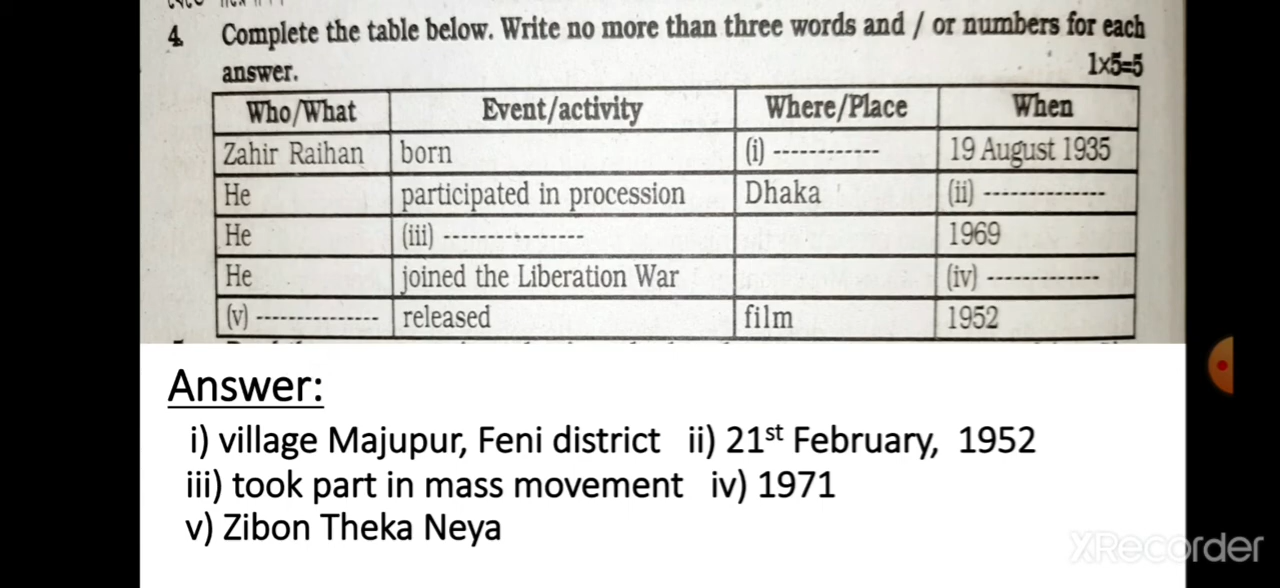 4. Complete the table below. Write no more than three words and / or numbers for each
answer. 1×5=5
Who/What Event/activity Where/Place When
Zahir Raihan born (i) ------------ 19 August 1935
He participated in procession Dhaka (ii) --------------
He (iii) ---------------- 1969
He joined the Liberation War (iv) -------------
(v) -------------- released film 1952
Answer:
i) village Majupur, Feni district ii) 21st February, 1952
iii) took part in mass movement iv) 1971
v) Zibon Theka Neya
XRecorder